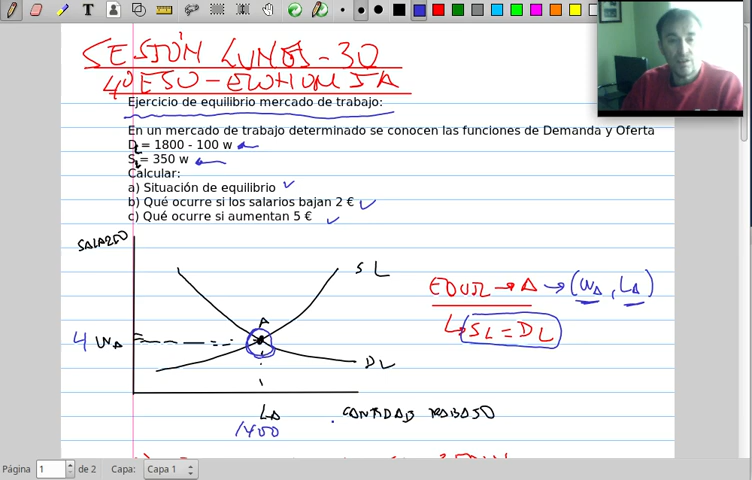 SESIÓN LUNES-30
4º ESO - ECONOMIA
Ejercicio de equilibrio mercado de trabajo:
En un mercado de trabajo determinado se conocen las funciones de Demanda y Oferta
DL = 1800 - 100 w
SL = 350 w
Calcular:
a) Situación de equilibrio
b) Qué ocurre si los salarios bajan 2 €
c) Qué ocurre si aumentan 5 €
SALARIO
SL
EQUIL → A → (WA, LA)
SL = DL
A
4 WA
DL
LA
CANTIDAD TRABAJO
1400
Página 1 de 2 Capa: Capa 1